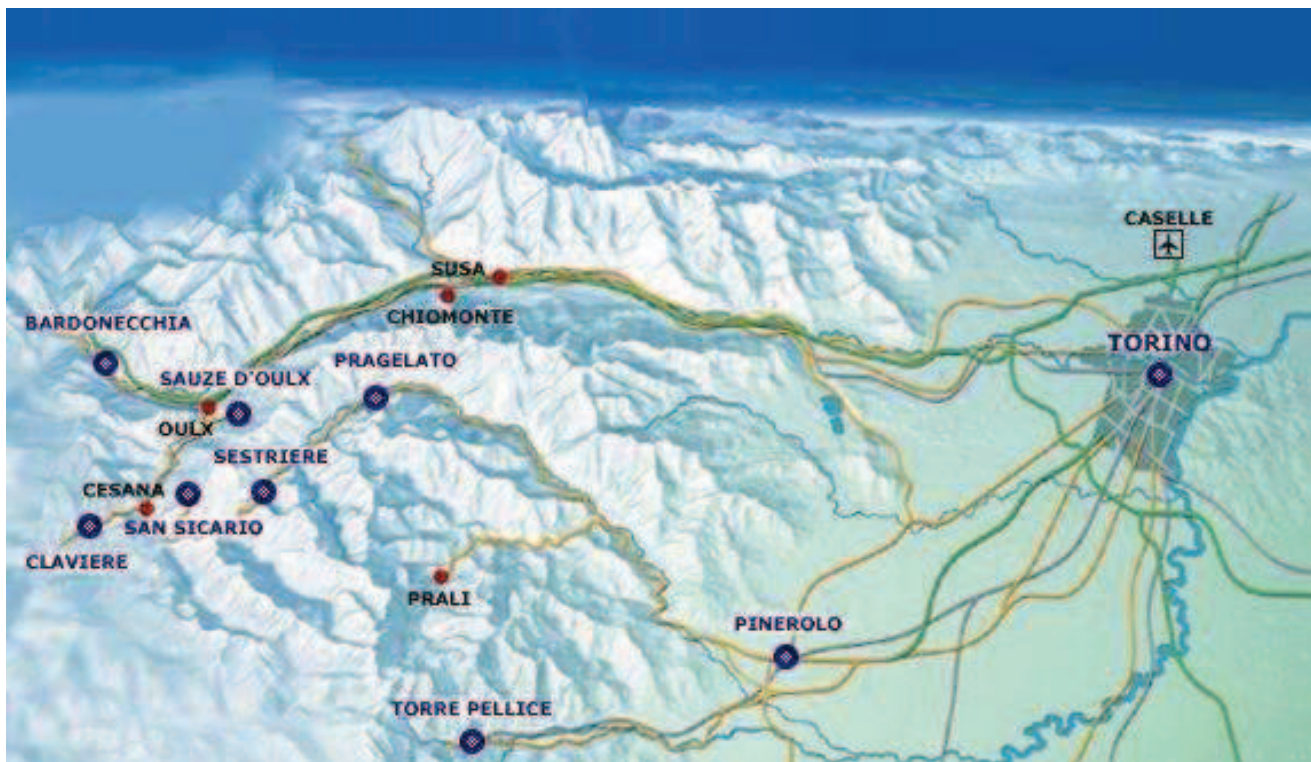 CASELLE
SUSA
CHIOMONTE
BARDONECCHIA
TORINO
PRAGELATO
SAUZE D'OULX
OULX
SESTRIERE
CESANA
SAN SICARIO
CLAVIERE
PRALI
PINEROLO
TORRE PELLICE